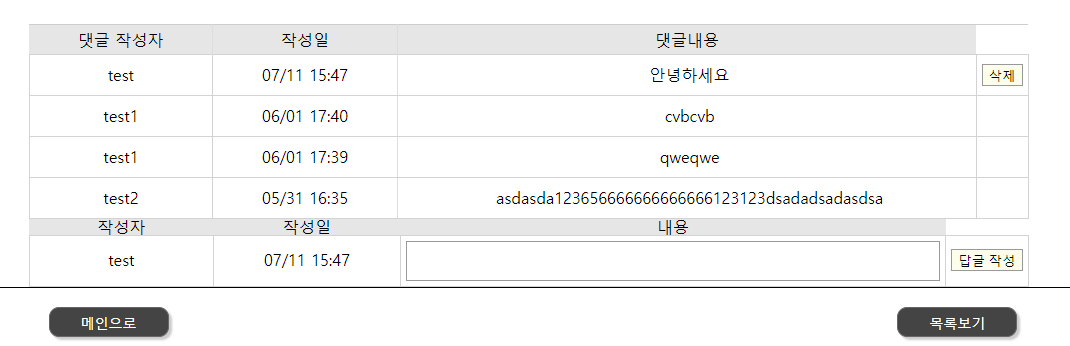 댓글 작성자 작성일 댓글내용
test 07/11 15:47 안녕하세요 삭제
test1 06/01 17:40 cvbcvb
test1 06/01 17:39 qweqwe
test2 05/31 16:35 asdasda1236566666666666666123123dsadadsadasdsa
작성자 작성일 내용
test 07/11 15:47 답글 작성
메인으로 목록보기